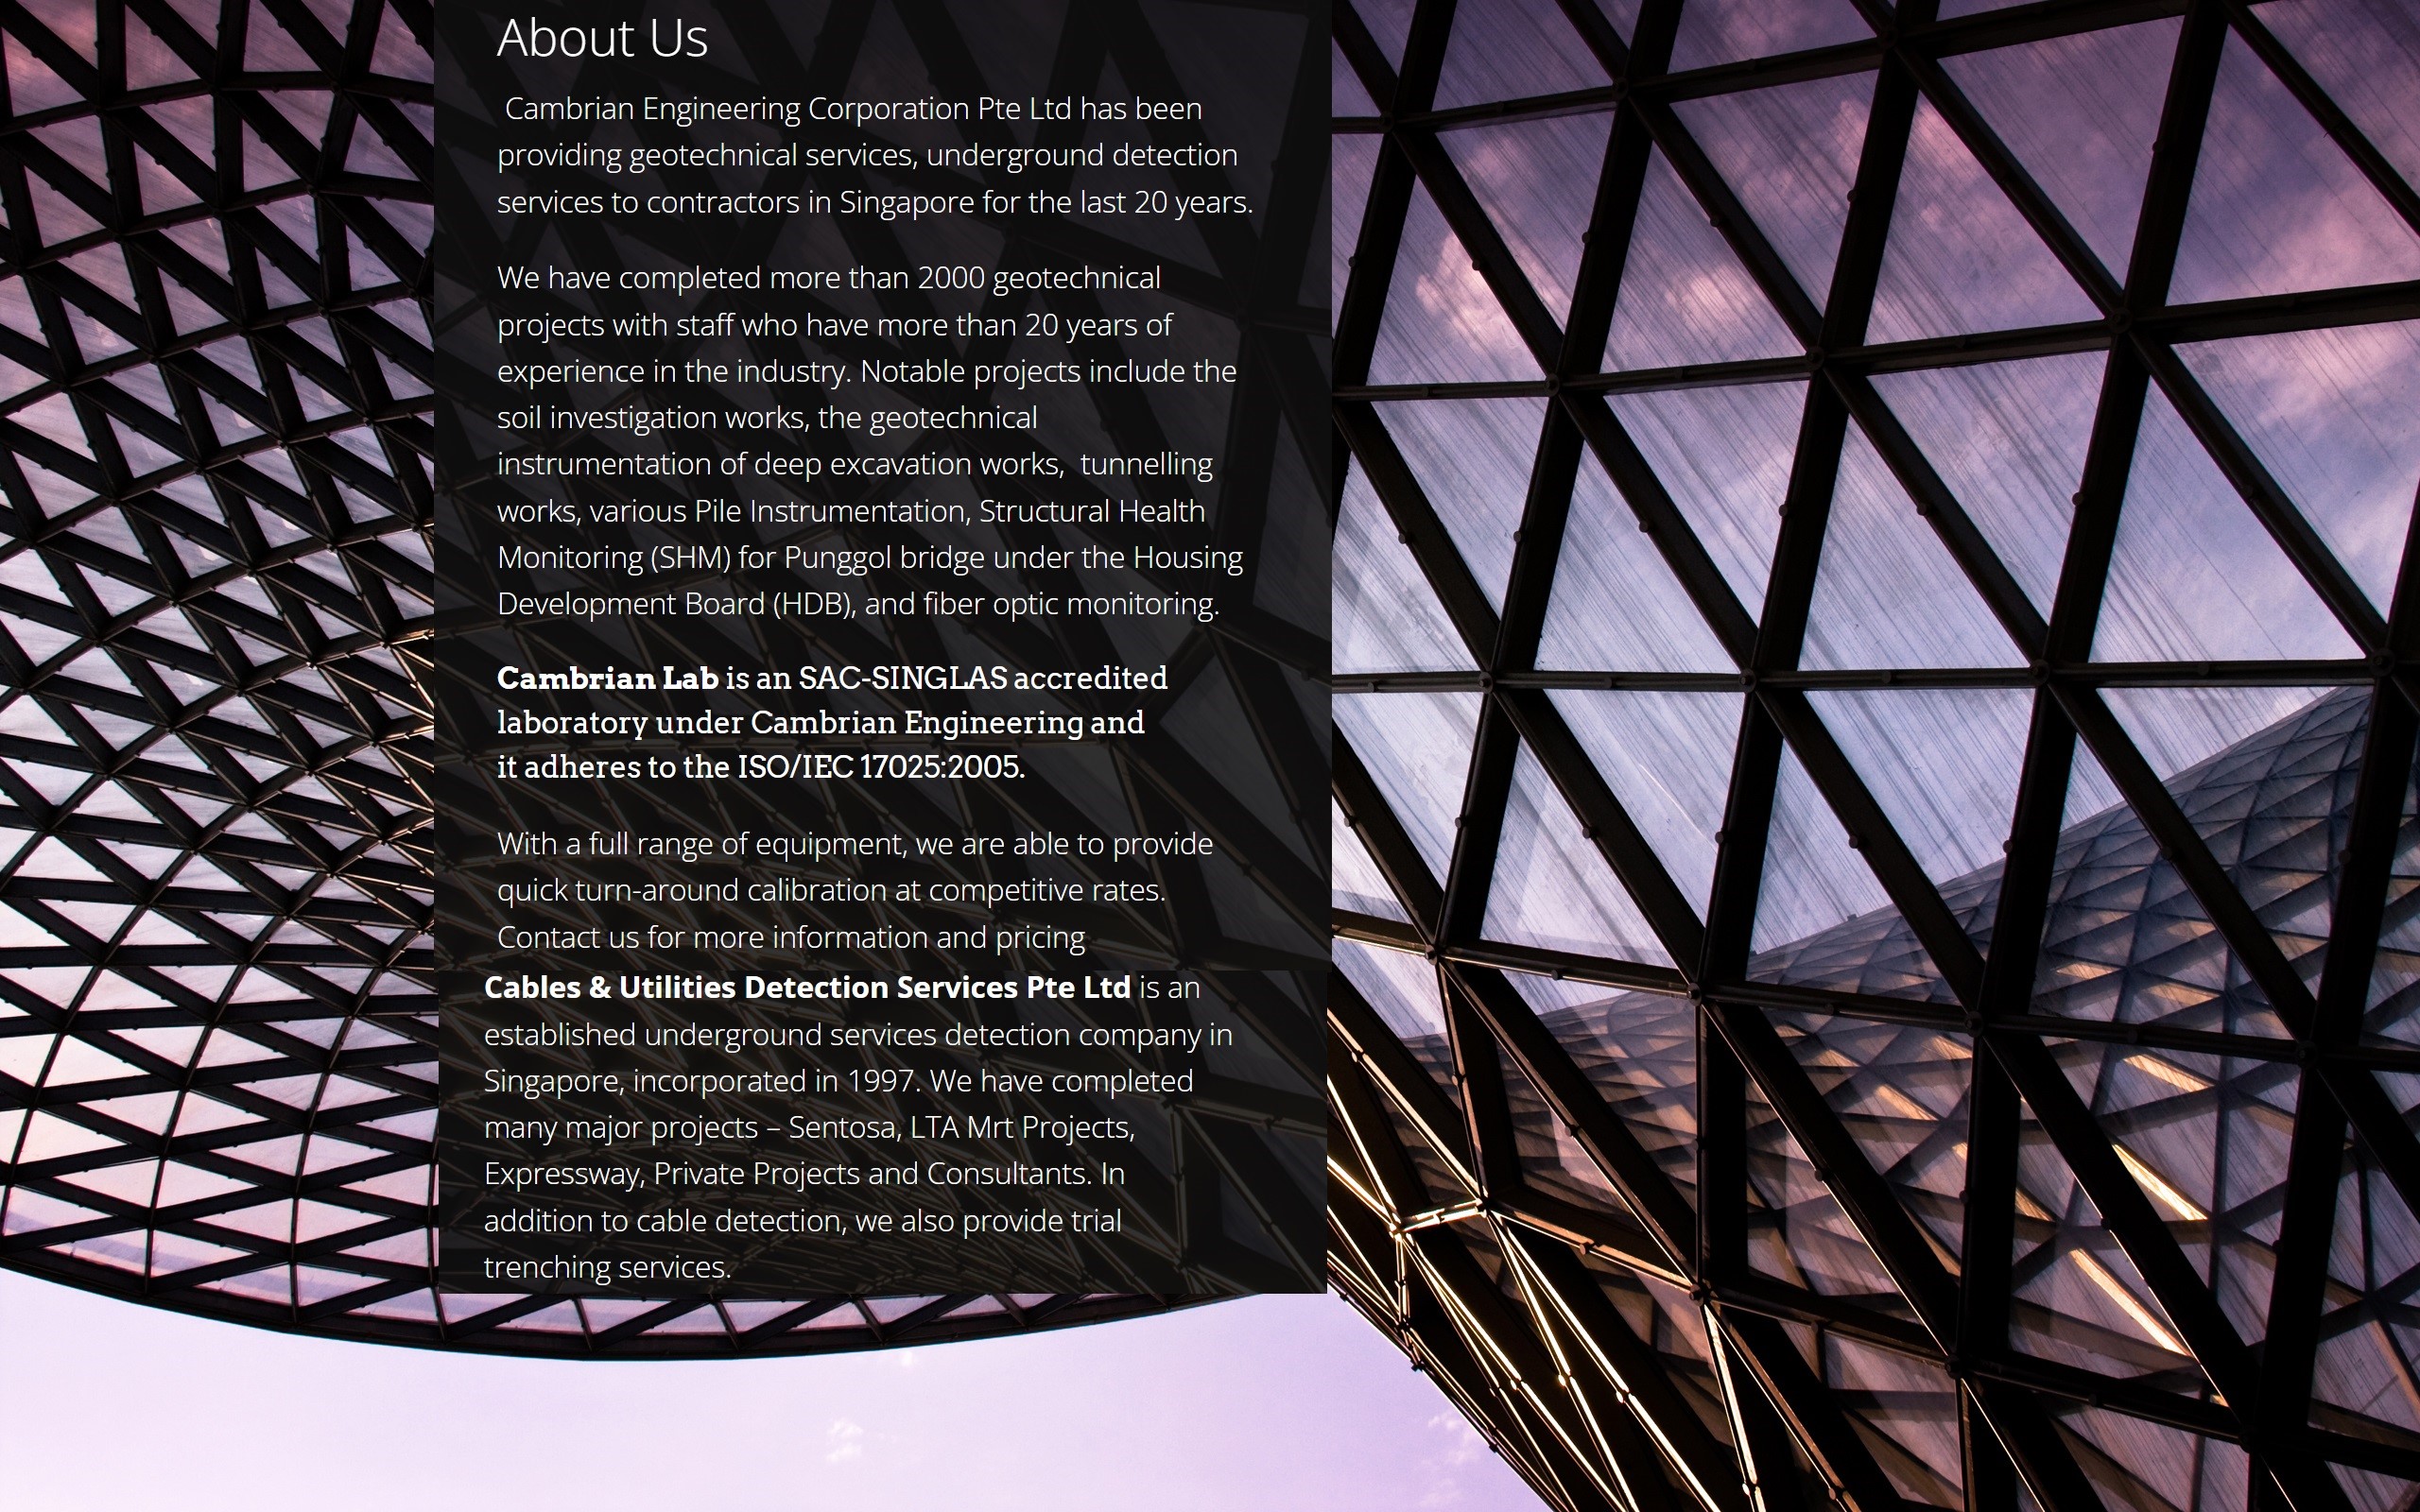 About Us
Cambrian Engineering Corporation Pte Ltd has been
providing geotechnical services, underground detection
services to contractors in Singapore for the last 20 years.
We have completed more than 2000 geotechnical
projects with staff who have more than 20 years of
experience in the industry. Notable projects include the
soil investigation works, the geotechnical
instrumentation of deep excavation works,  tunnelling
works, various Pile Instrumentation, Structural Health
Monitoring (SHM) for Punggol bridge under the Housing
Development Board (HDB), and fiber optic monitoring.
Cambrian Lab is an SAC-SINGLAS accredited
laboratory under Cambrian Engineering and
it adheres to the ISO/IEC 17025:2005.
With a full range of equipment, we are able to provide
quick turn-around calibration at competitive rates.
Contact us for more information and pricing
Cables & Utilities Detection Services Pte Ltd is an
established underground services detection company in
Singapore, incorporated in 1997. We have completed
many major projects – Sentosa, LTA Mrt Projects,
Expressway, Private Projects and Consultants. In
addition to cable detection, we also provide trial
trenching services.